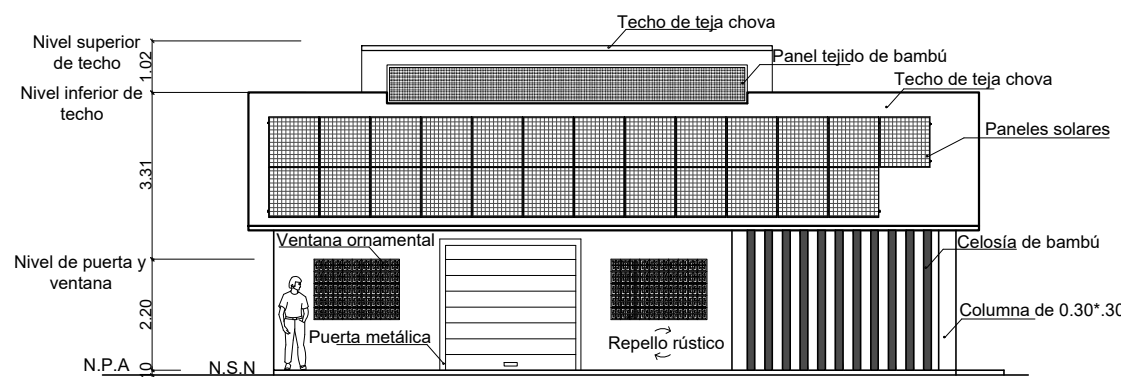 Techo de teja chova
Nivel superior
de techo
1.02
Panel tejido de bambú
Techo de teja chova
Nivel inferior de
techo
Paneles solares
3.31
Ventana ornamental
Celosía de bambú
Nivel de puerta y
ventana
2.20
Columna de 0.30*.30
Puerta metálica
Repello rústico
N.P.A
N.S.N
10